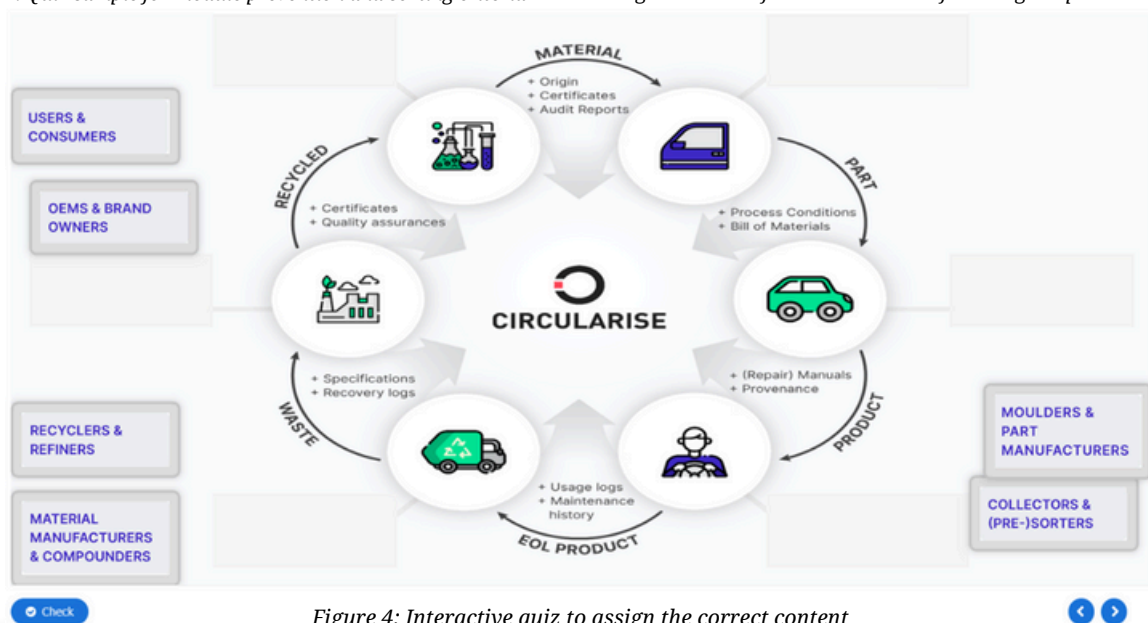 MATERIAL
+ Origin
+ Certificates
+ Audit Reports
USERS &
CONSUMERS
OEMS & BRAND
OWNERS
RECYCLED
+ Certificates
+ Quality assurances
PART
+ Process Conditions
+ Bill of Materials
CIRCULARISE
+ Specifications
+ Recovery logs
WASTE
+ (Repair) Manuals
+ Provenance
PRODUCT
RECYCLERS &
REFINERS
MATERIAL
MANUFACTURERS
& COMPOUNDERS
+ Usage logs
+ Maintenance
history
EOL PRODUCT
MOULDERS &
PART
MANUFACTURERS
COLLECTORS &
(PRE-)SORTERS
Check
Figure 4: Interactive quiz to assign the correct content